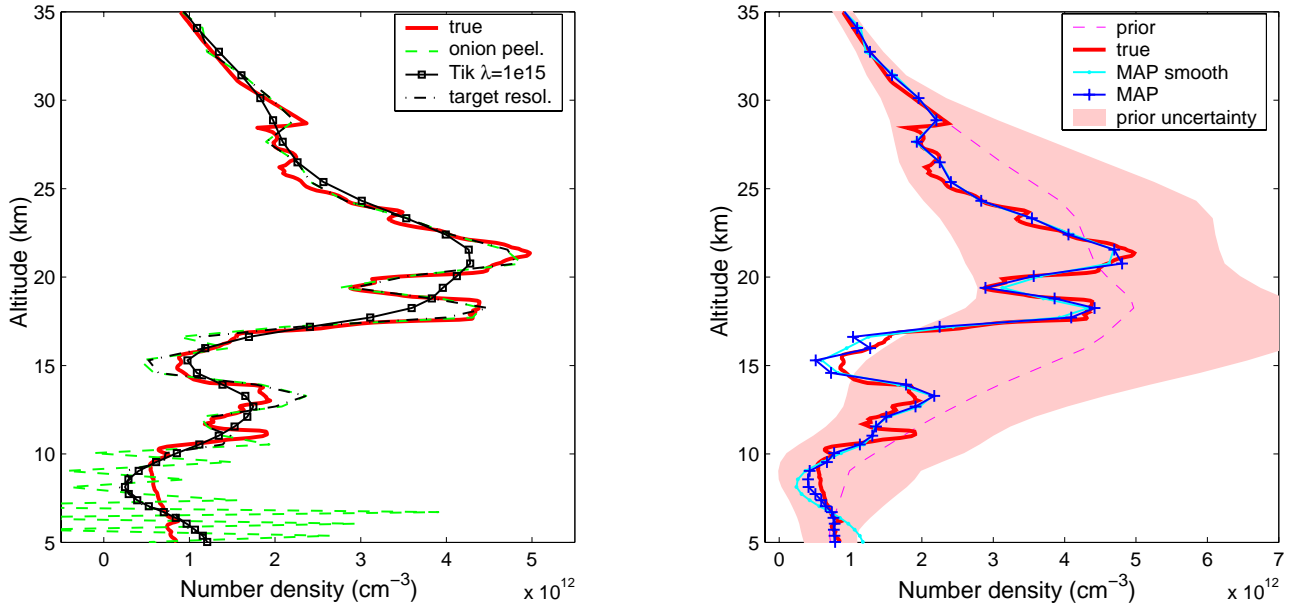 35
30
25
20
15
10
5
Altitude (km)
0
1
2
3
4
5
Number density (cm⁻³)
x 10¹²
true
onion peel.
Tik λ=1e15
target resol.
35
30
25
20
15
10
5
Altitude (km)
0
1
2
3
4
5
6
7
Number density (cm⁻³)
x 10¹²
prior
true
MAP smooth
MAP
prior uncertainty